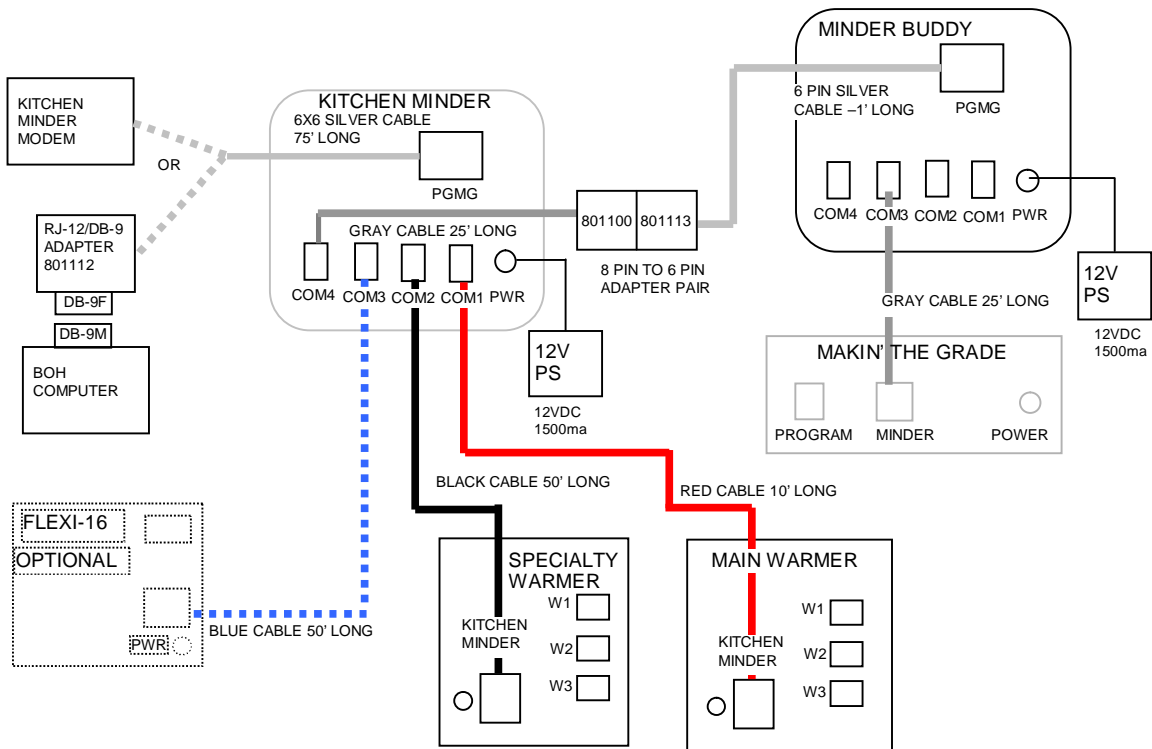 KITCHEN
MINDER
MODEM
OR
RJ-12/DB-9
ADAPTER
801112
DB-9F
DB-9M
BOH
COMPUTER
KITCHEN MINDER
6X6 SILVER CABLE
75' LONG
PGMG
GRAY CABLE 25' LONG
COM4
COM3
COM2
COM1
PWR
12V
PS
12VDC
1500ma
801100
801113
8 PIN TO 6 PIN
ADAPTER PAIR
MINDER BUDDY
6 PIN SILVER
CABLE –1' LONG
PGMG
COM4
COM3
COM2
COM1
PWR
12V
PS
12VDC
1500ma
GRAY CABLE 25' LONG
MAKIN' THE GRADE
PROGRAM
MINDER
POWER
BLACK CABLE 50' LONG
RED CABLE 10' LONG
FLEXI-16
OPTIONAL
PWR
BLUE CABLE 50' LONG
SPECIALTY
WARMER
W1
W2
W3
KITCHEN
MINDER
MAIN WARMER
W1
W2
W3
KITCHEN
MINDER